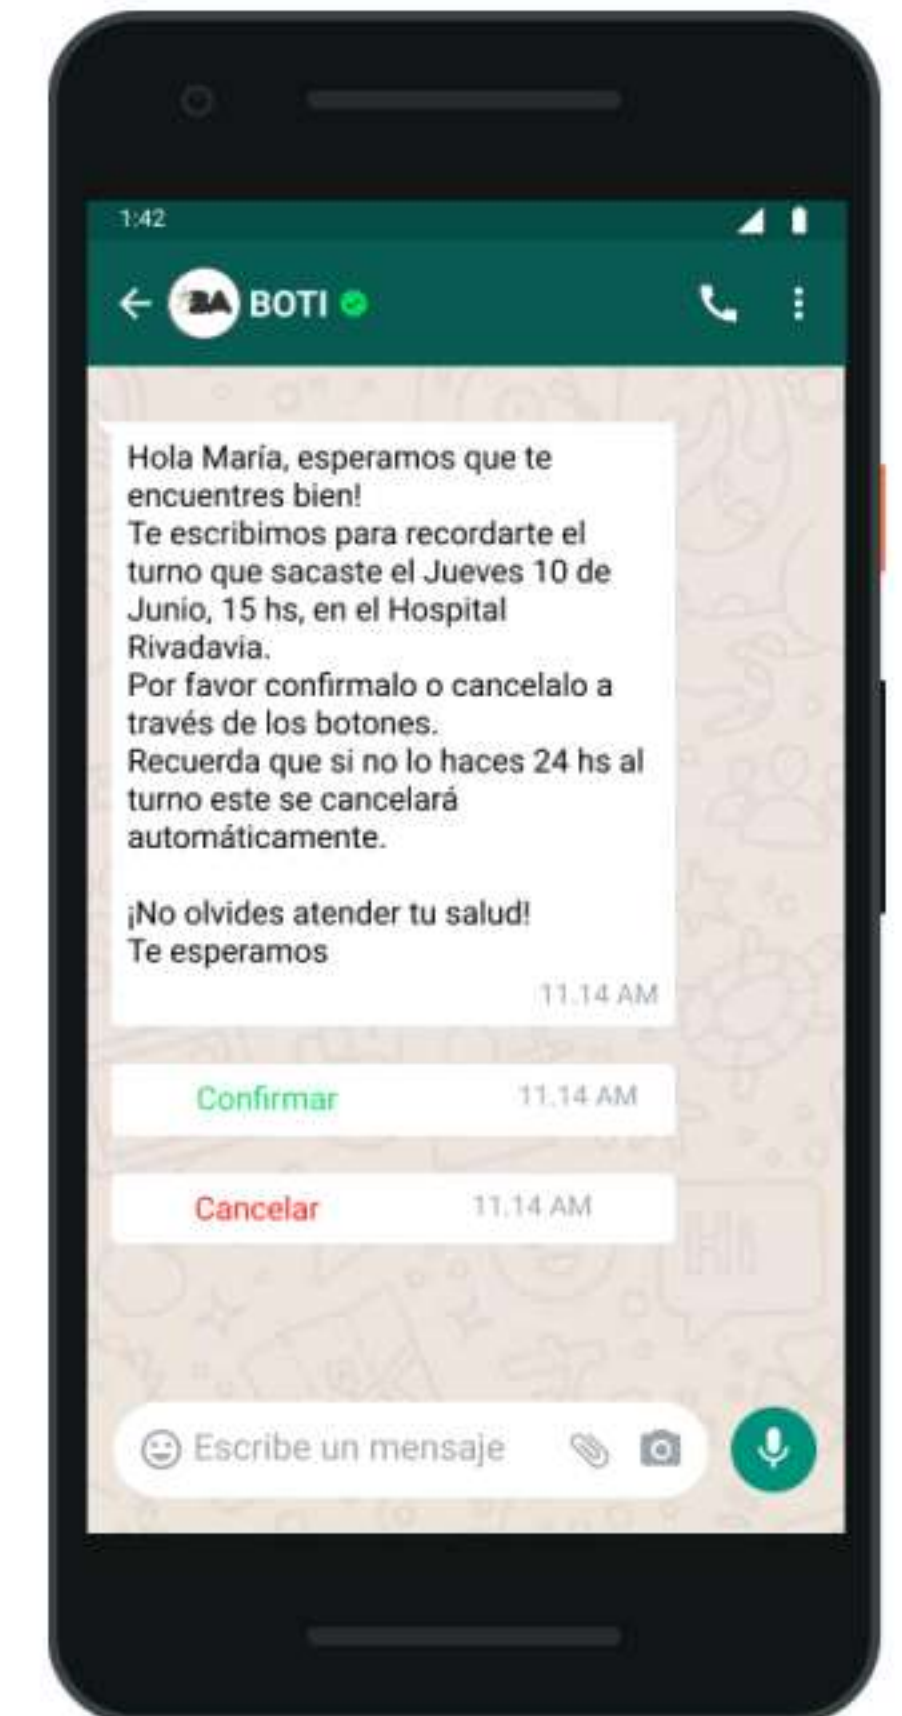 1:42
BA BOTI
Hola María, esperamos que te
encuentres bien!
Te escribimos para recordarte el
turno que sacaste el Jueves 10 de
Junio, 15 hs, en el Hospital
Rivadavia.
Por favor confirmalo o cancelalo a
través de los botones.
Recuerda que si no lo haces 24 hs al
turno este se cancelará
automáticamente.
¡No olvides atender tu salud!
Te esperamos
11.14 AM
Confirmar 11.14 AM
Cancelar 11.14 AM
Hi
Escribe un mensaje